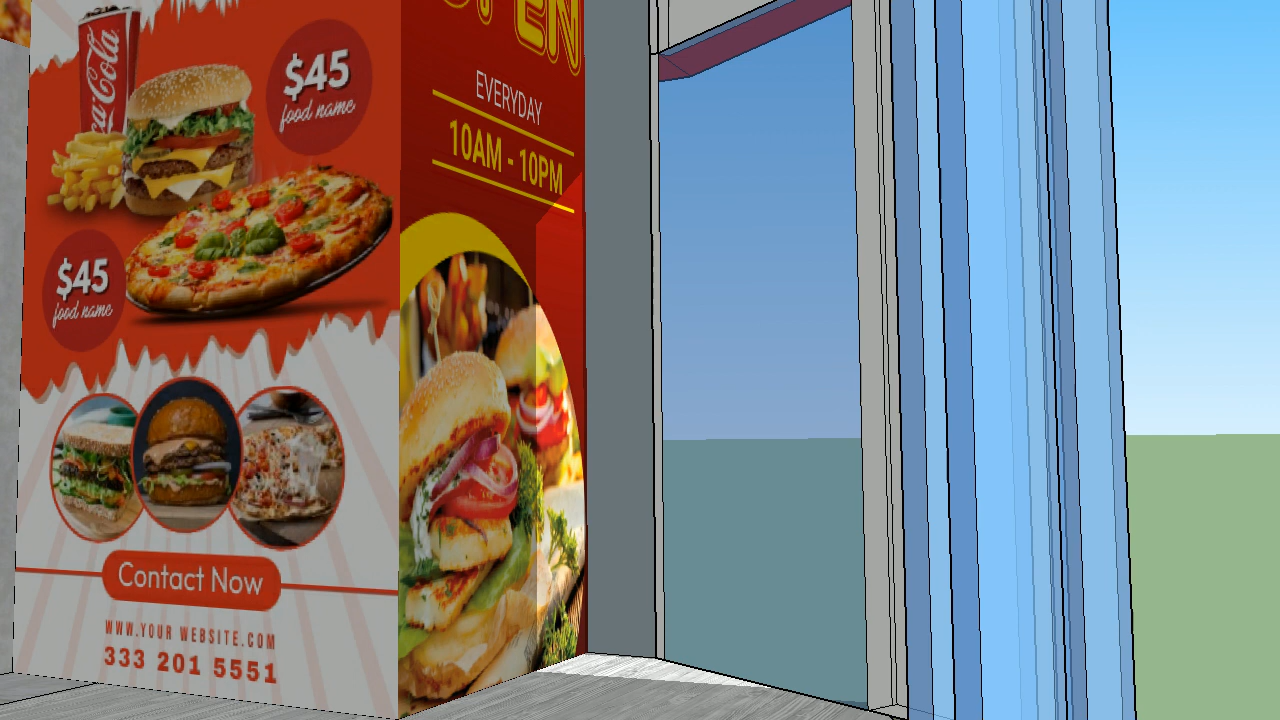 $45
food name
$45
food name
Contact Now
WWW.YOUR WEBSITE.COM
333 201 5551
EVERYDAY
10AM - 10PM